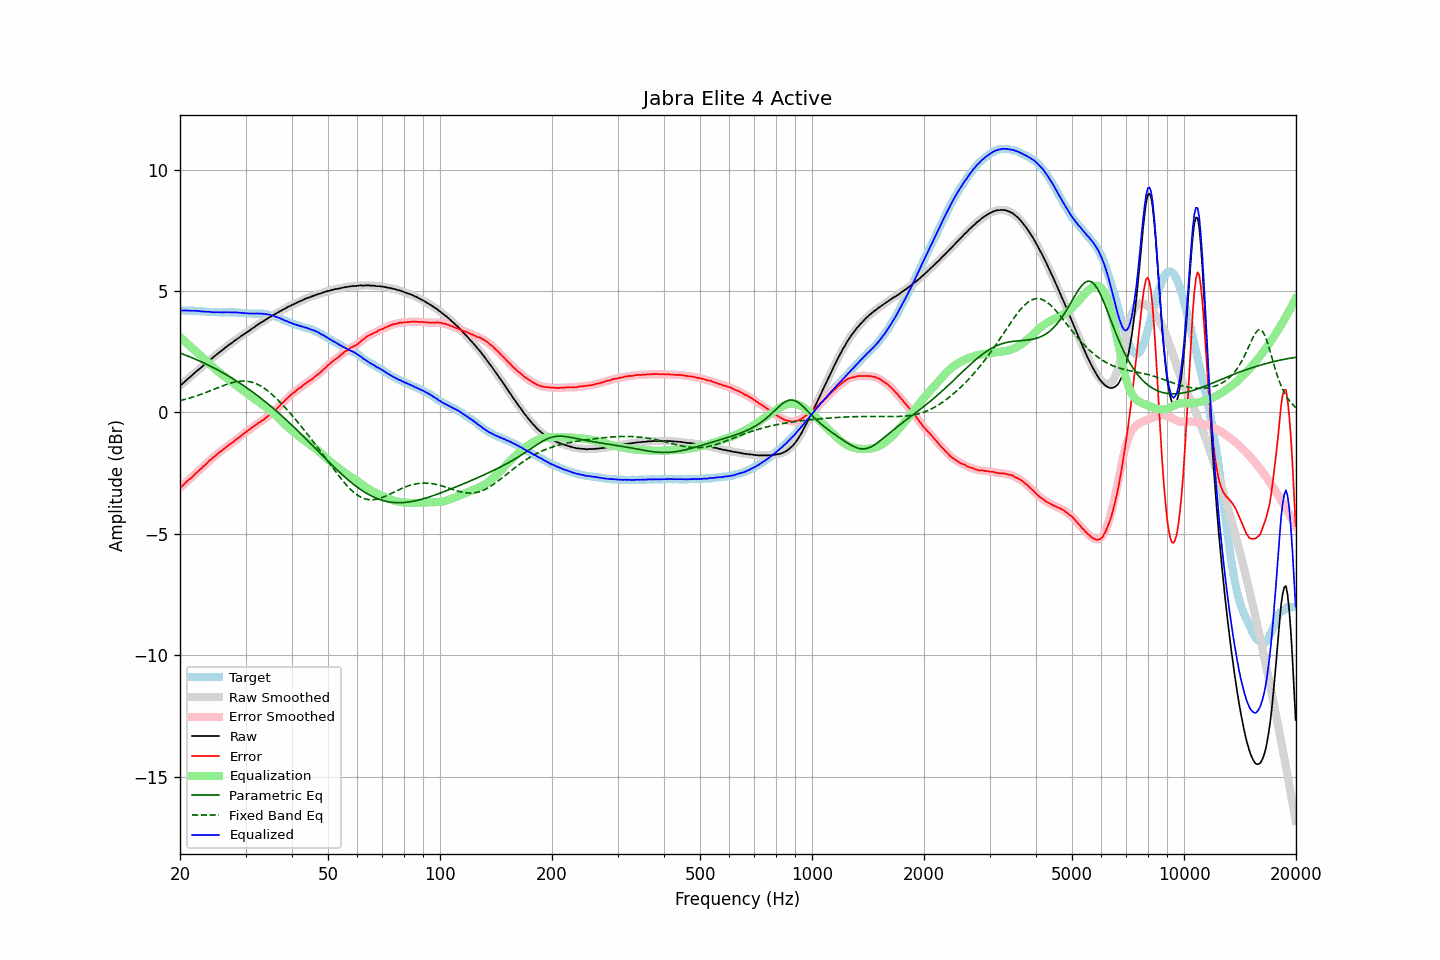 Jabra Elite 4 Active
Amplitude (dBr)
10
5
0
−5
−10
−15
Target
Raw Smoothed
Error Smoothed
Raw
Error
Equalization
Parametric Eq
Fixed Band Eq
Equalized
20 50 100 200 500 1000 2000 5000 10000 20000
Frequency (Hz)